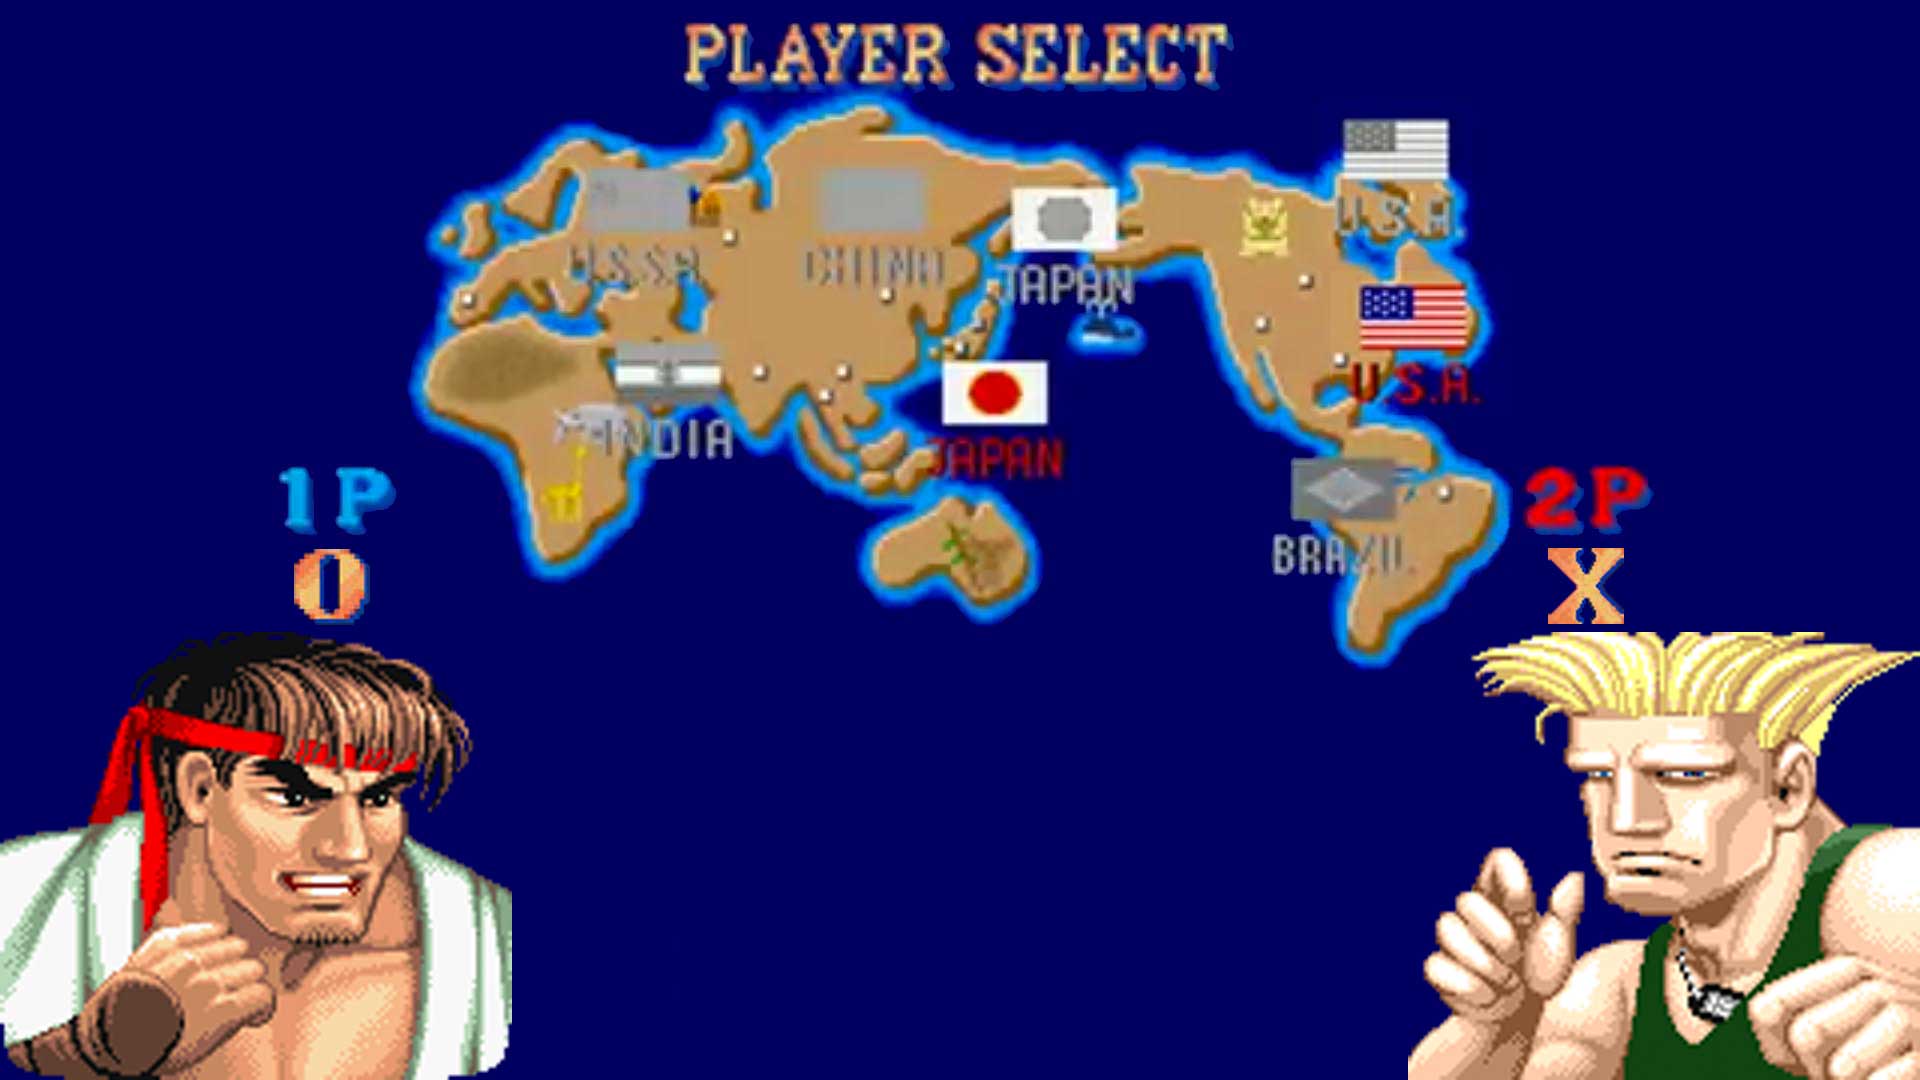 PLAYER SELECT
U.S.A.
U.S.S.R.
CHINA
JAPAN
U.S.A.
INDIA
JAPAN
1P
2P
BRAZIL
O
X